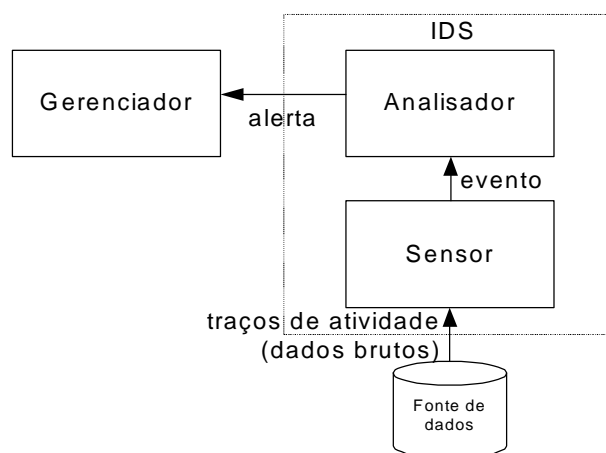 IDS
Gerenciador
Analisador
alerta
evento
Sensor
traços de atividade
(dados brutos)
Fonte de
dados